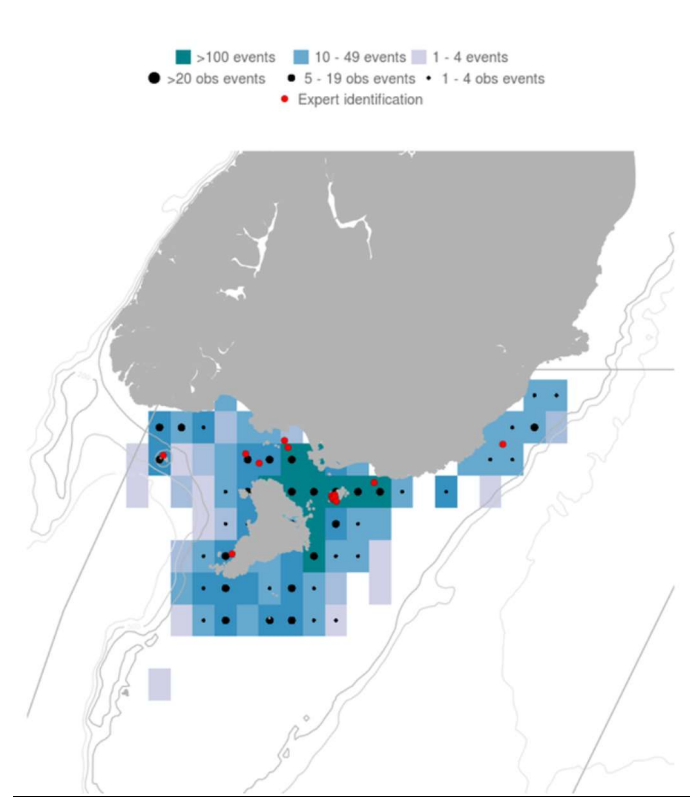 >100 events 10 - 49 events 1 - 4 events
>20 obs events 5 - 19 obs events 1 - 4 obs events
Expert identification